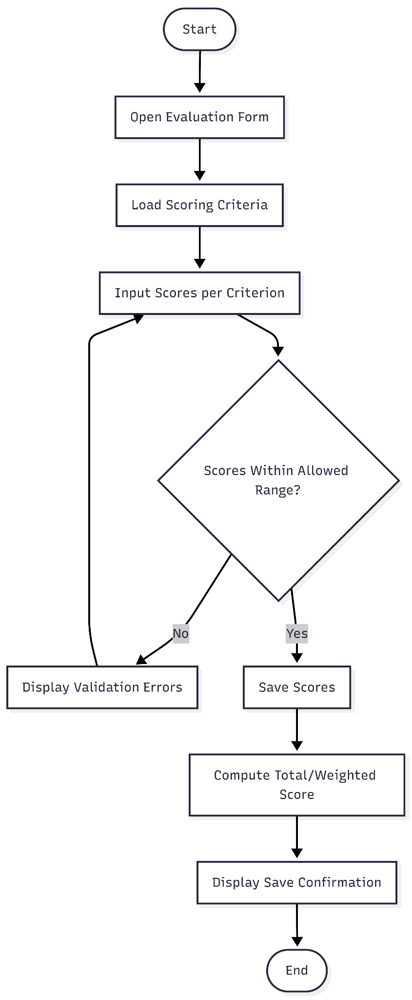 Start
Open Evaluation Form
Load Scoring Criteria
Input Scores per Criterion
Scores Within Allowed
Range?
No
Yes
Display Validation Errors
Save Scores
Compute Total/Weighted
Score
Display Save Confirmation
End